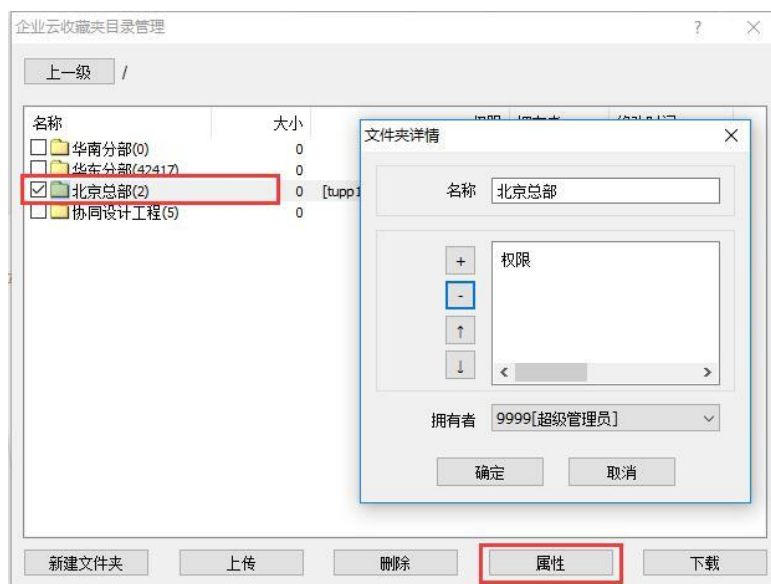 企业云收藏夹目录管理
?
上一级 /
名称 大小
华南分部(0) 0
华东分部(42417) 0
北京总部(2) 0 [tupp1
协同设计工程(5) 0
文件夹详情
名称 北京总部
+ 权限
-
↑
↓
拥有者 9999[超级管理员]
确定 取消
新建文件夹 上传 删除 属性 下载